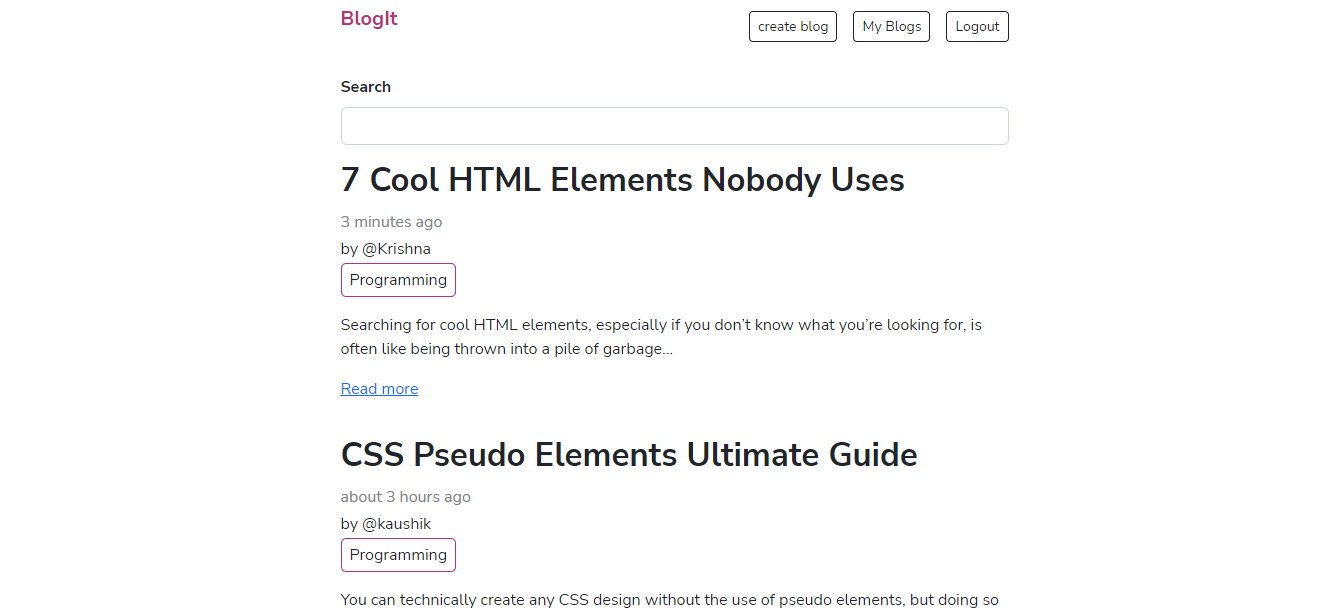 BlogIt
create blog
My Blogs
Logout
Search
7 Cool HTML Elements Nobody Uses
3 minutes ago
by @Krishna
Programming
Searching for cool HTML elements, especially if you don’t know what you’re looking for, is
often like being thrown into a pile of garbage...
Read more
CSS Pseudo Elements Ultimate Guide
about 3 hours ago
by @kaushik
Programming
You can technically create any CSS design without the use of pseudo elements, but doing so